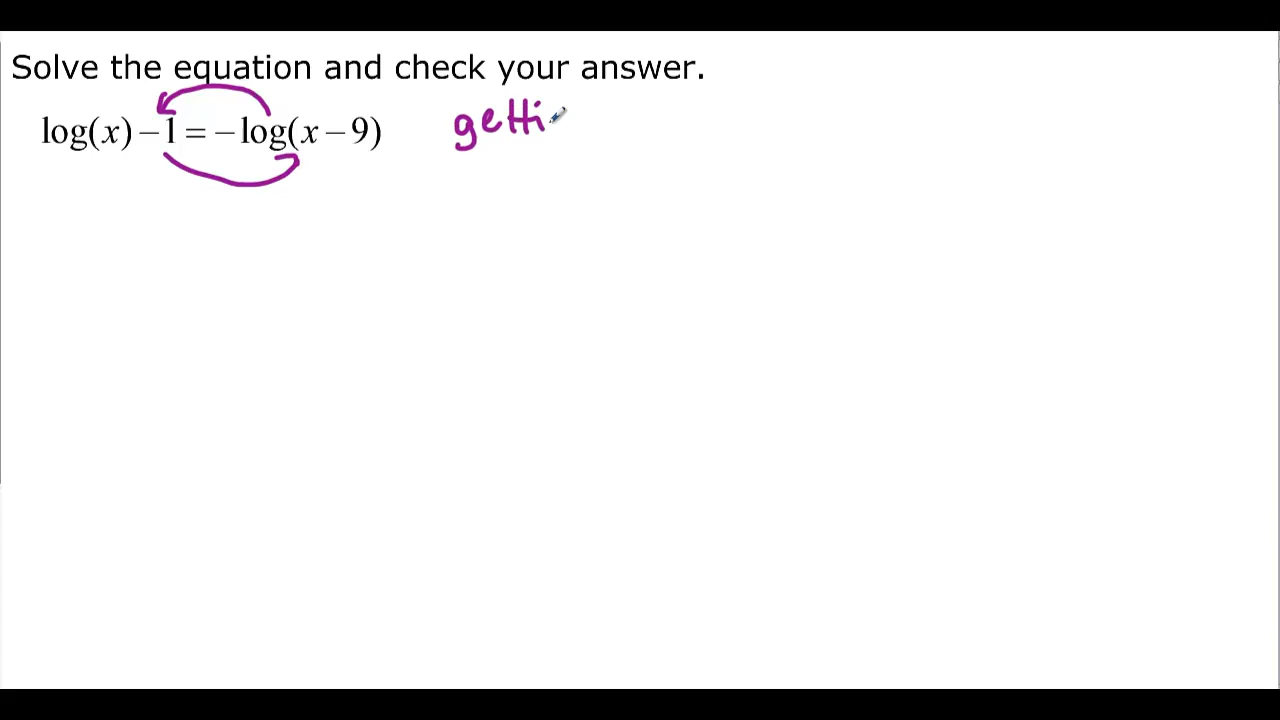 Solve the equation and check your answer.
log(x) − 1 = − log(x − 9) getti